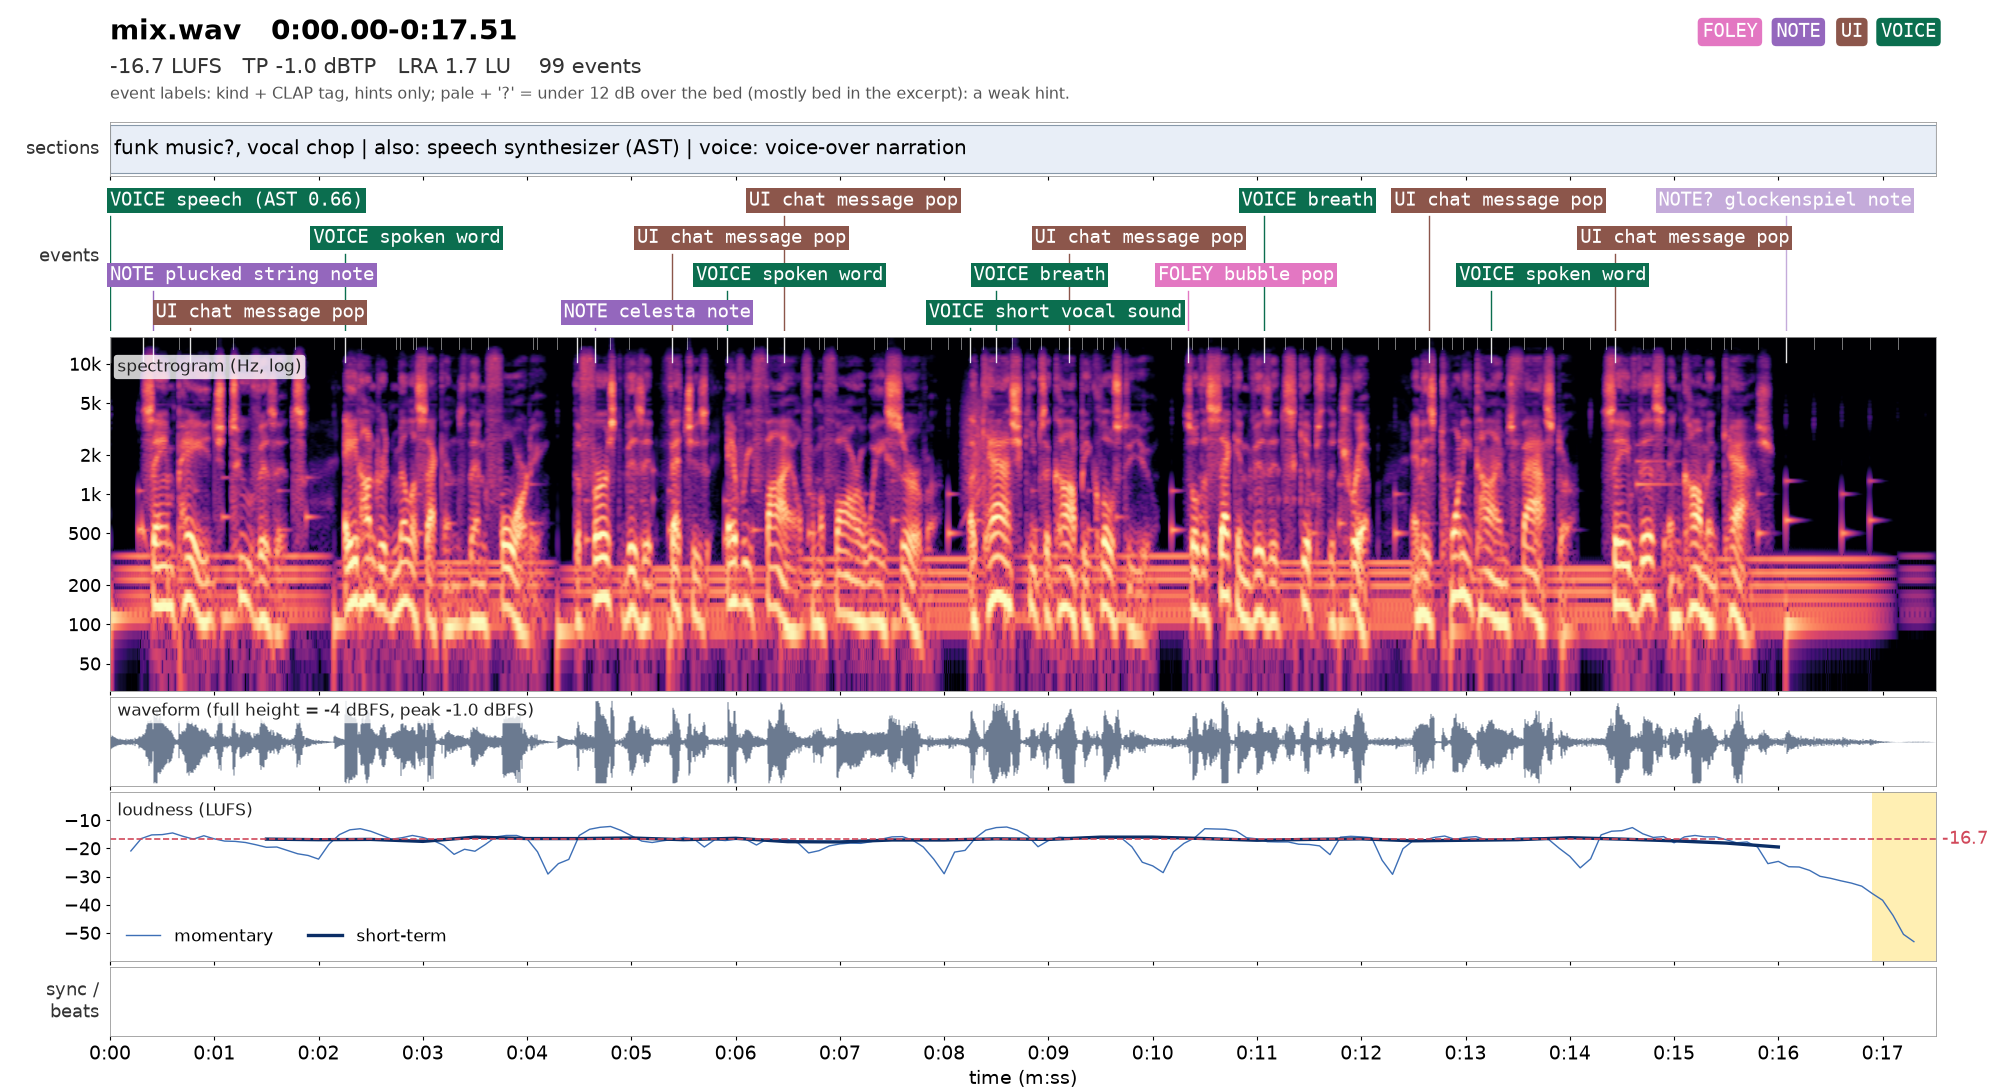 mix.wav   0:00.00-0:17.51
FOLEY NOTE UI VOICE
-16.7 LUFS   TP -1.0 dBTP   LRA 1.7 LU    99 events
event labels: kind + CLAP tag, hints only; pale + '?' = under 12 dB over the bed (mostly bed in the excerpt): a weak hint.
sections
funk music?, vocal chop | also: speech synthesizer (AST) | voice: voice-over narration
events
VOICE speech (AST 0.66)
UI chat message pop
VOICE breath
UI chat message pop
NOTE? glockenspiel note
VOICE spoken word
UI chat message pop
UI chat message pop
UI chat message pop
NOTE plucked string note
VOICE spoken word
VOICE breath
FOLEY bubble pop
VOICE spoken word
UI chat message pop
NOTE celesta note
VOICE short vocal sound
spectrogram (Hz, log)
10k
5k
2k
1k
500
200
100
50
waveform (full height = -4 dBFS, peak -1.0 dBFS)
loudness (LUFS)
−10
−20
−30
−40
−50
-16.7
momentary
short-term
sync /
beats
0:00 0:01 0:02 0:03 0:04 0:05 0:06 0:07 0:08 0:09 0:10 0:11 0:12 0:13 0:14 0:15 0:16 0:17
time (m:ss)